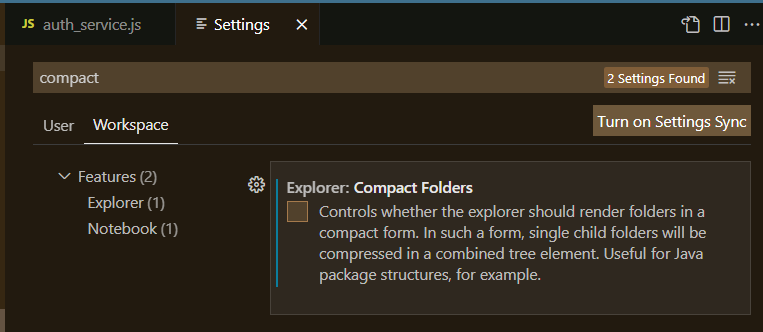 JS auth_service.js Settings
compact 2 Settings Found
User Workspace Turn on Settings Sync
Features (2)
Explorer (1)
Notebook (1)
Explorer: Compact Folders
Controls whether the explorer should render folders in a
compact form. In such a form, single child folders will be
compressed in a combined tree element. Useful for Java
package structures, for example.